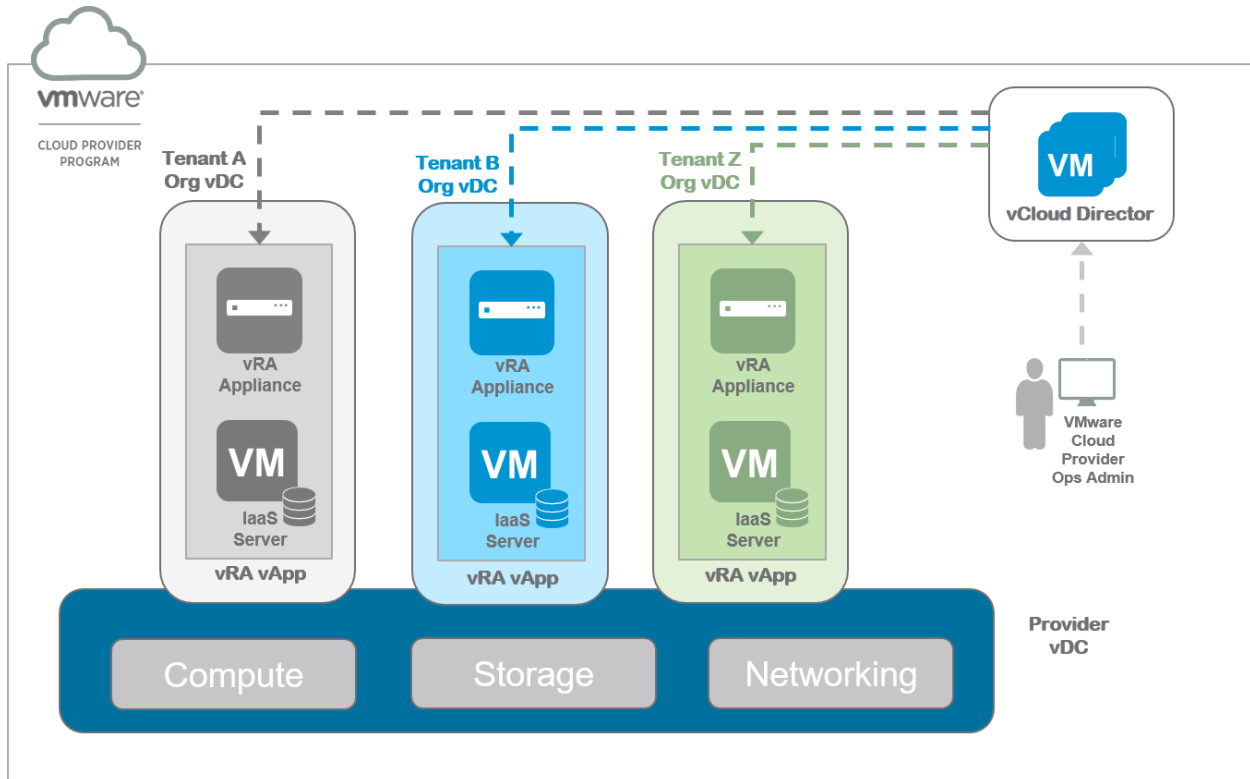 vmware®
CLOUD PROVIDER
PROGRAM
Tenant A
Org vDC
Tenant B
Org vDC
Tenant Z
Org vDC
VM
vCloud Director
vRA
Appliance
VM
IaaS
Server
vRA vApp
vRA
Appliance
VM
IaaS
Server
vRA vApp
vRA
Appliance
VM
IaaS
Server
vRA vApp
VMware
Cloud
Provider
Ops Admin
Provider
vDC
Compute
Storage
Networking